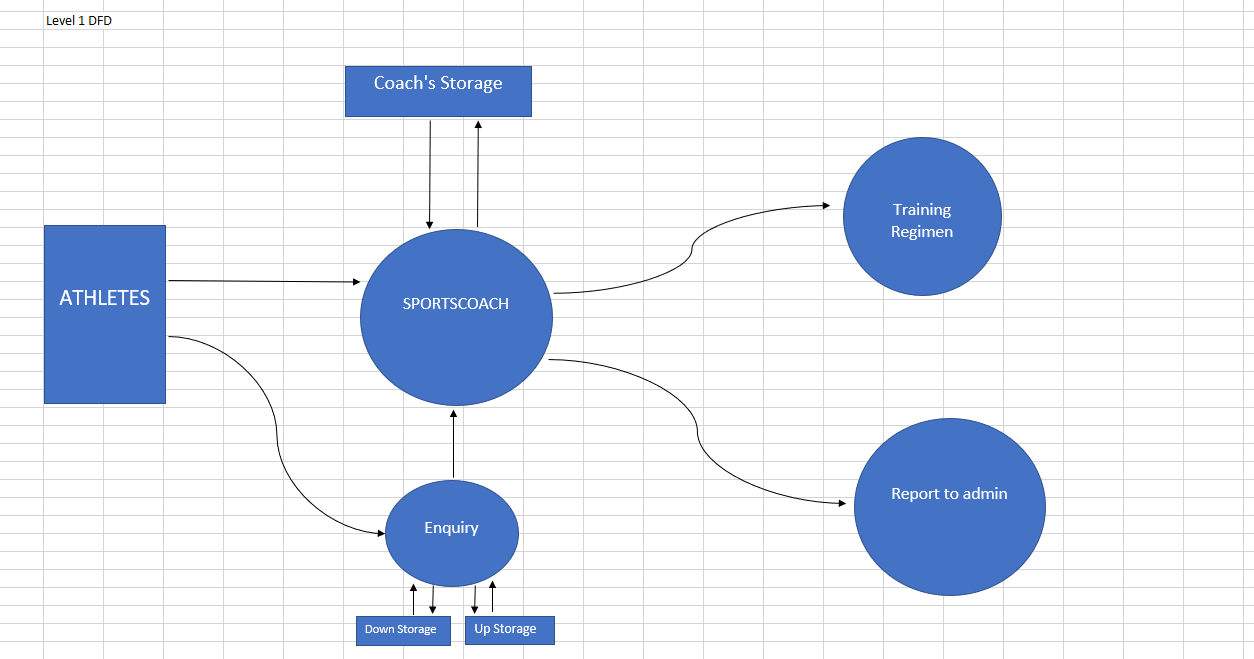 Level 1 DFD
Coach's Storage
Training
Regimen
ATHLETES
SPORTSCOACH
Report to admin
Enquiry
Down Storage
Up Storage